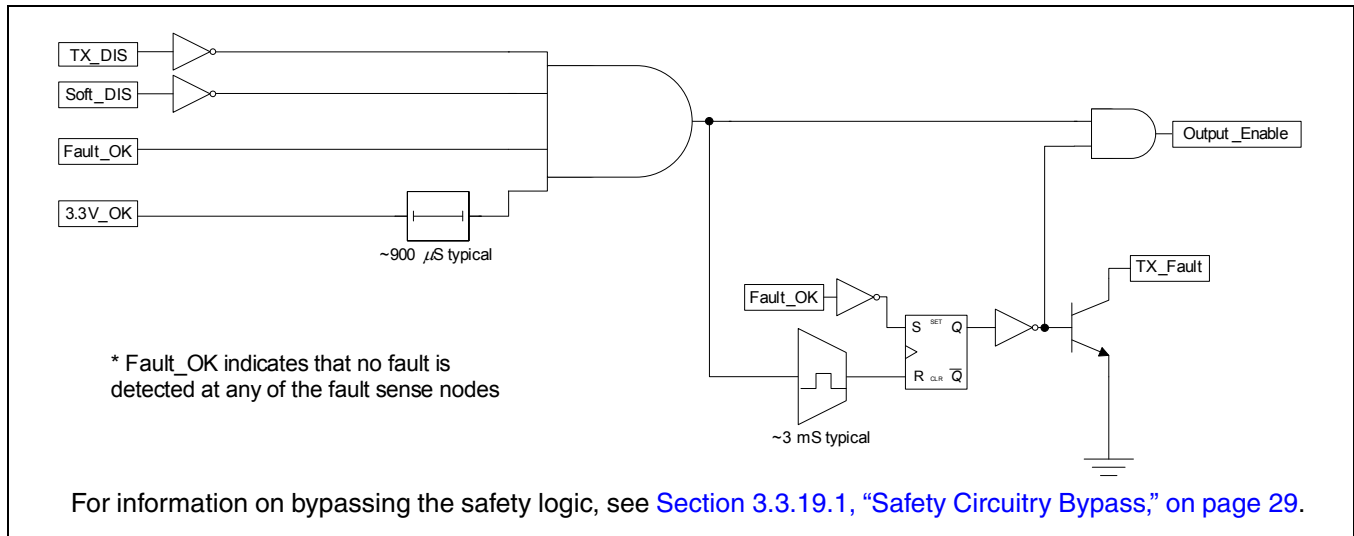 TX_DIS
Soft_DIS
Fault_OK
3.3V_OK
~900 μS typical
Output_Enable
TX_Fault
Fault_OK
S SET Q
R CLR Q̅
~3 mS typical
* Fault_OK indicates that no fault is
detected at any of the fault sense nodes
For information on bypassing the safety logic, see Section 3.3.19.1, “Safety Circuitry Bypass,” on page 29.